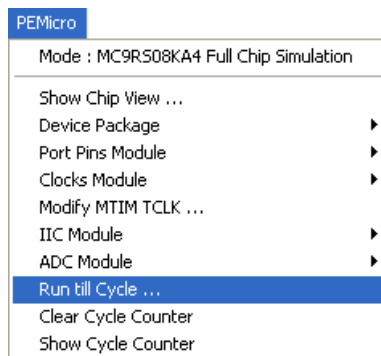 PEMicro
Mode : MC9RS08KA4 Full Chip Simulation
Show Chip View ...
Device Package
Port Pins Module
Clocks Module
Modify MTIM TCLK ...
IIC Module
ADC Module
Run till Cycle ...
Clear Cycle Counter
Show Cycle Counter